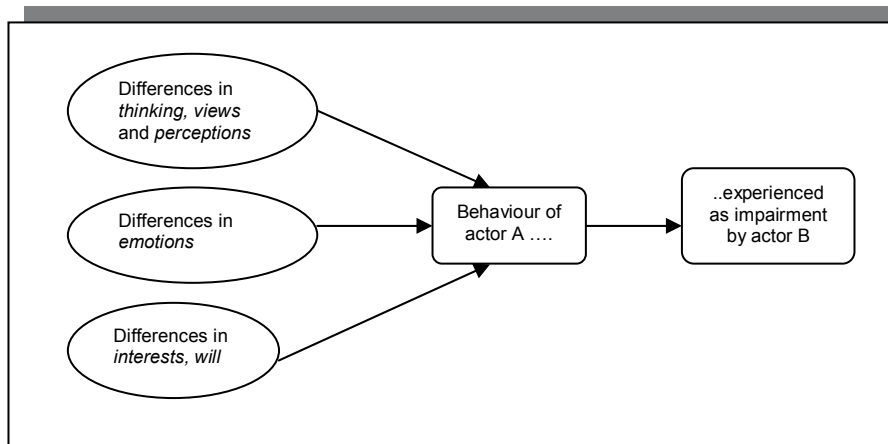 Differences in
thinking, views
and perceptions
Differences in
emotions
Differences in
interests, will
Behaviour of
actor A ....
..experienced
as impairment
by actor B